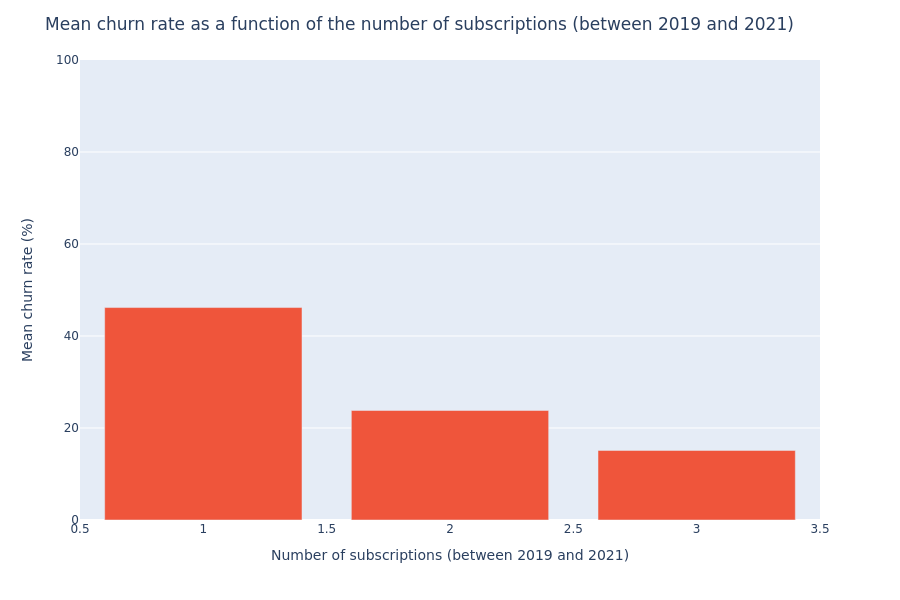 Mean churn rate as a function of the number of subscriptions (between 2019 and 2021)
100
80
60
40
20
0
Mean churn rate (%)
0.5 1 1.5 2 2.5 3 3.5
Number of subscriptions (between 2019 and 2021)